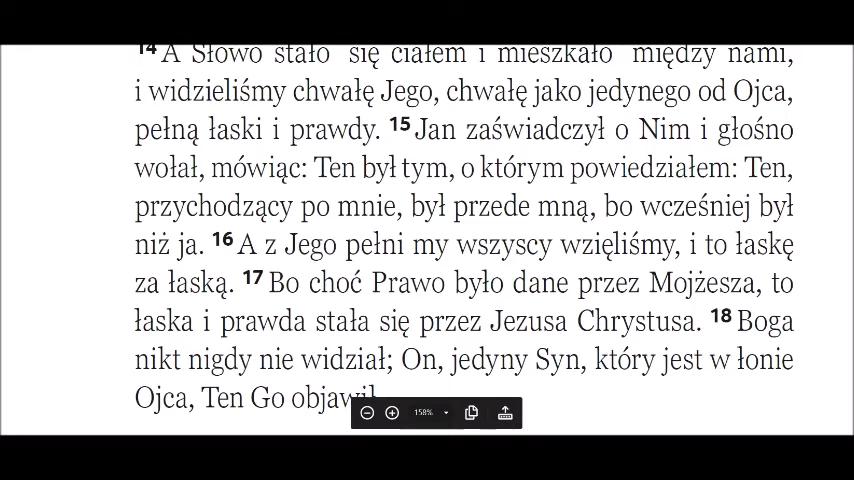 14 A Słowo stało się ciałem i mieszkało między nami,
i widzieliśmy chwałę Jego, chwałę jako jedynego od Ojca,
pełną łaski i prawdy. 15 Jan zaświadczył o Nim i głośno
wołał, mówiąc: Ten był tym, o którym powiedziałem: Ten,
przychodzący po mnie, był przede mną, bo wcześniej był
niż ja. 16 A z Jego pełni my wszyscy wzięliśmy, i to łaskę
za łaską. 17 Bo choć Prawo było dane przez Mojżesza, to
łaska i prawda stała się przez Jezusa Chrystusa. 18 Boga
nikt nigdy nie widział; On, jedyny Syn, który jest w łonie
Ojca, Ten Go objawił
158%